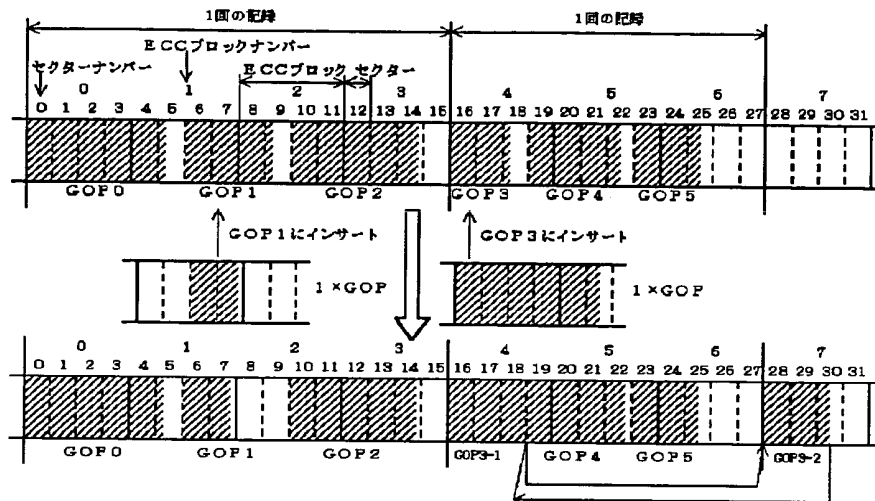 1回の記録 1回の記録
ECCブロックナンバー
セクターナンバー ECCブロック セクター
0 1 2 3 4 5 6 7
0 1 2 3 4 5 6 7 8 9 10 11 12 13 14 15 16 17 18 19 20 21 22 23 24 25 26 27 28 29 30 31
GOP0 GOP1 GOP2 GOP3 GOP4 GOP5
GOP1にインサート GOP3にインサート
1×GOP 1×GOP
0 1 2 3 4 5 6 7
0 1 2 3 4 5 6 7 8 9 10 11 12 13 14 15 16 17 18 19 20 21 22 23 24 25 26 27 28 29 30 31
GOP0 GOP1 GOP2 GOP3-1 GOP4 GOP5 GOP3-2